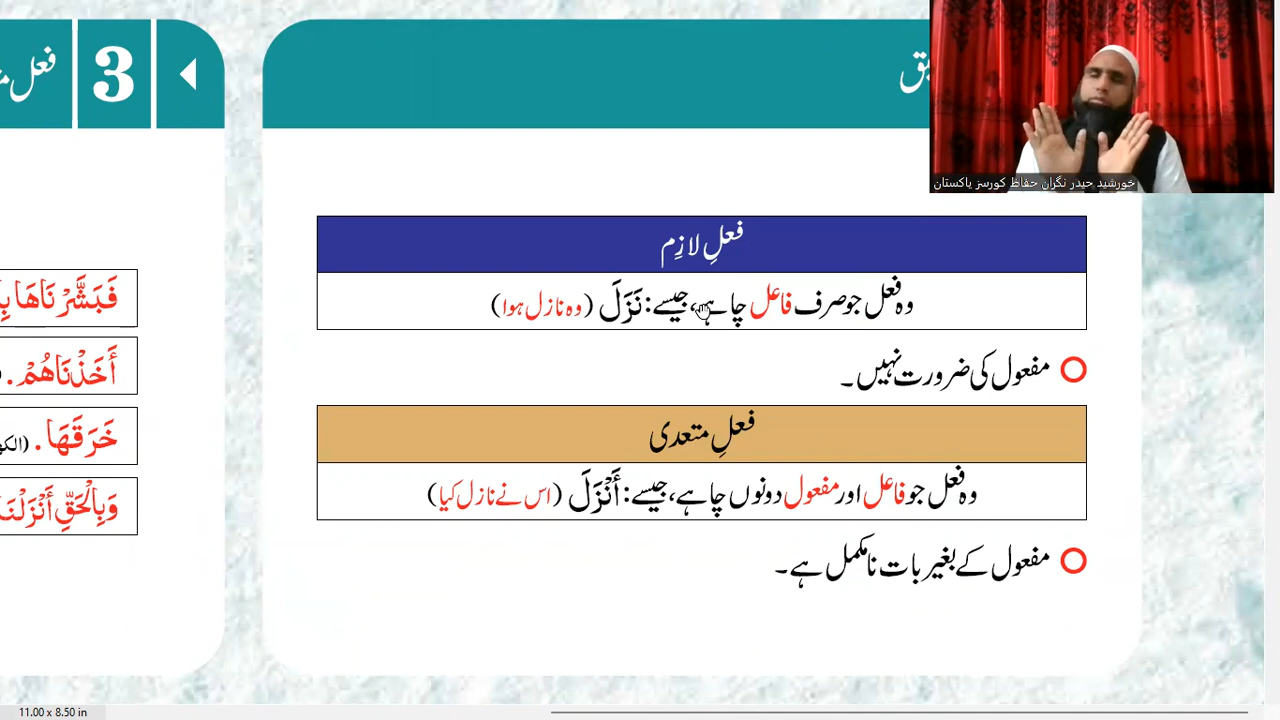 خورشید حیدر نگران حفاظ کورسز پاکستان
فعلِ لازِم
وہ فعل جو صرف فاعل چاہے، جیسے: نَزَلَ (وہ نازل ہوا)
مفعول کی ضرورت نہیں۔
فعلِ متعدی
وہ فعل جو فاعل اور مفعول دونوں چاہے، جیسے: أَنْزَلَ (اس نے نازل کیا)
مفعول کے بغیر بات نامکمل ہے۔
3
فعل
فَبَشَّرْنَاهَا
أَخَذْنَاهُمْ.
خَرَقَهَا.
وَبِالْحَقِّ
11.00 x 8.50 in